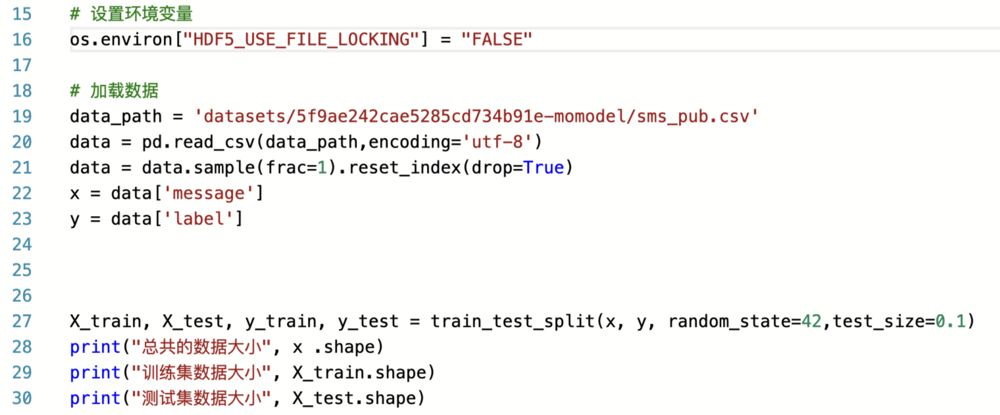 15 # 设置环境变量
16 os.environ["HDF5_USE_FILE_LOCKING"] = "FALSE"
17
18 # 加载数据
19 data_path = 'datasets/5f9ae242cae5285cd734b91e-momodel/sms_pub.csv'
20 data = pd.read_csv(data_path,encoding='utf-8')
21 data = data.sample(frac=1).reset_index(drop=True)
22 x = data['message']
23 y = data['label']
24
25
26
27 X_train, X_test, y_train, y_test = train_test_split(x, y, random_state=42,test_size=0.1)
28 print("总共的数据大小", x .shape)
29 print("训练集数据大小", X_train.shape)
30 print("测试集数据大小", X_test.shape)